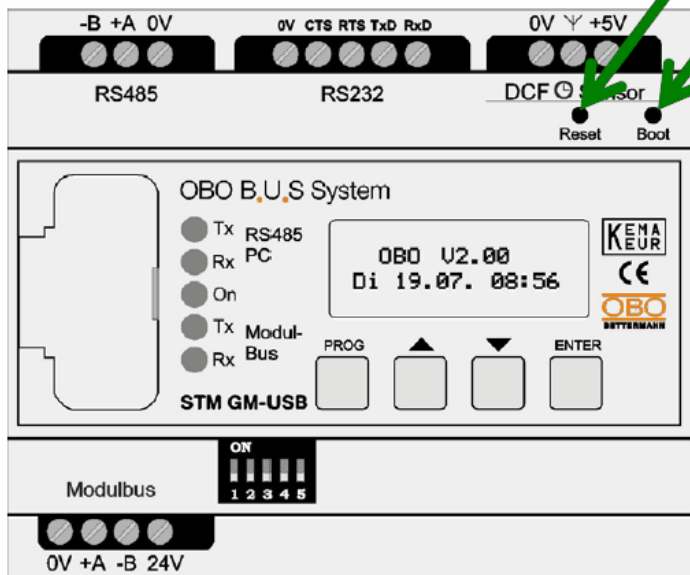 -B +A 0V
0V CTS RTS TxD RxD
0V +5V
RS485
RS232
DCF Sensor
Reset
Boot
OBO B.U.S System
Tx
RS485
Rx
PC
On
Tx
Modul-
Rx
Bus
STM GM-USB
OBO V2.00
Di 19.07. 08:56
PROG
ENTER
KEMA
EUR
CE
OBO
BETTERMANN
ON
1 2 3 4 5
Modulbus
0V +A -B 24V